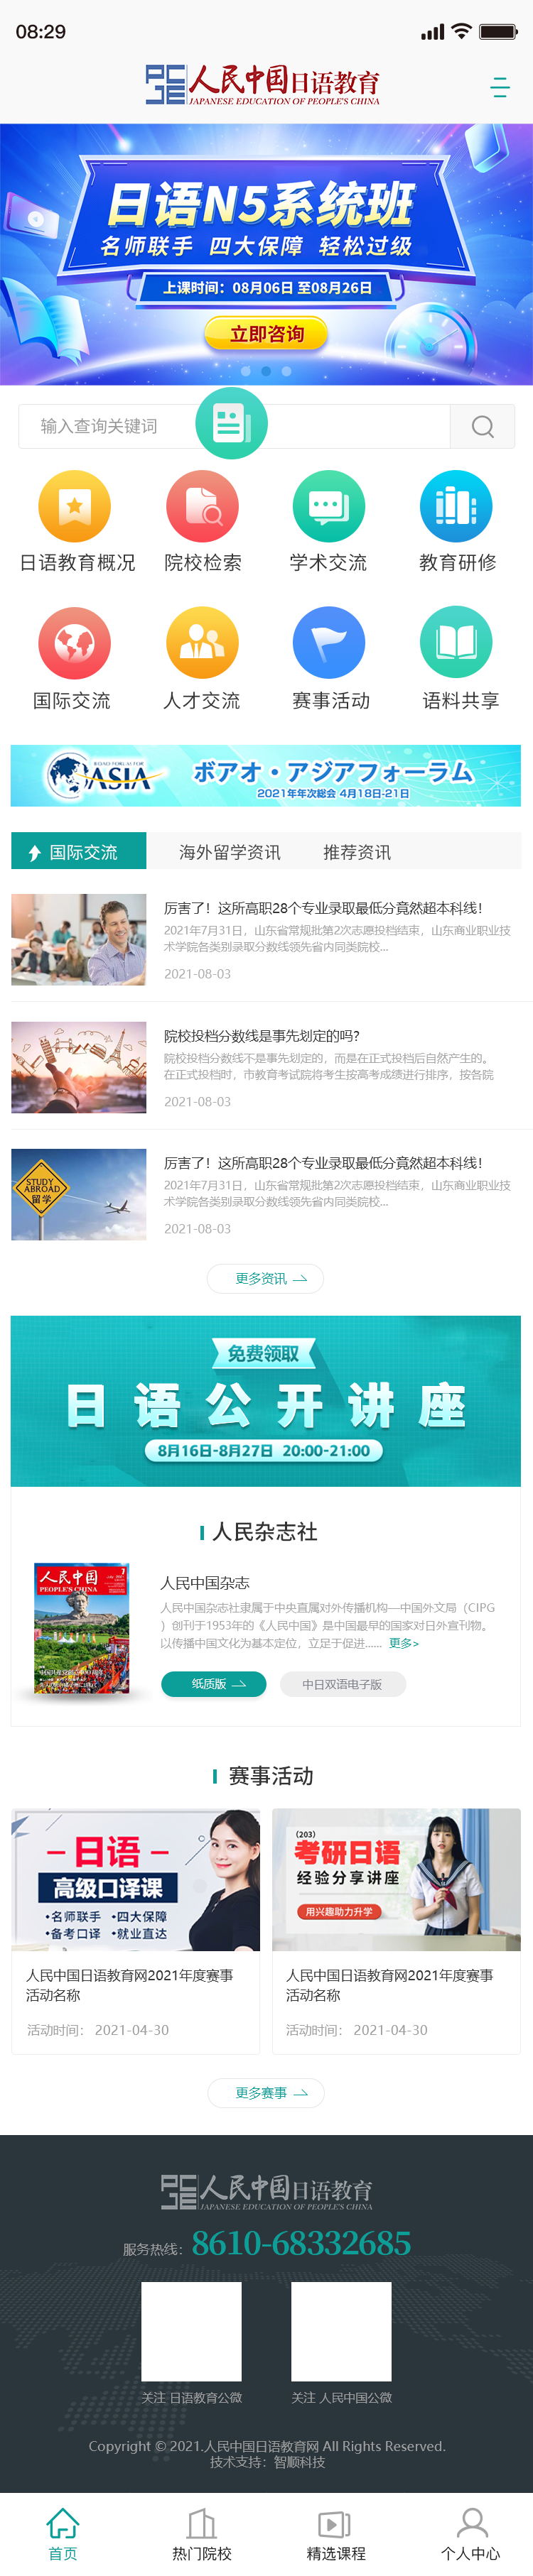 08:29
人民中国日语教育
JAPANESE EDUCATION OF PEOPLE'S CHINA
日语N5系统班
名师联手 四大保障 轻松过级
上课时间：08月06日 至08月26日
立即咨询
输入查询关键词
日语教育概况 院校检索 学术交流 教育研修
国际交流 人才交流 赛事活动 语料共享
BOAO FORUM FOR
ASIA
ボアオ・アジアフォーラム
2021年年次総会 4月18日-21日
国际交流 海外留学资讯 推荐资讯
厉害了！这所高职28个专业录取最低分竟然超本科线！
2021年7月31日，山东省常规批第2次志愿投档结束，山东商业职业技
术学院各类别录取分数线领先省内同类院校...
2021-08-03
院校投档分数线是事先划定的吗?
院校投档分数线不是事先划定的，而是在正式投档后自然产生的。
在正式投档时，市教育考试院将考生按高考成绩进行排序，按各院
2021-08-03
STUDY
ABROAD
留学
厉害了！这所高职28个专业录取最低分竟然超本科线！
2021年7月31日，山东省常规批第2次志愿投档结束，山东商业职业技
术学院各类别录取分数线领先省内同类院校...
2021-08-03
更多资讯
免费领取
日语公开讲座
8月16日-8月27日 20:00-21:00
人民杂志社
人民中国
PEOPLE'S CHINA
7
人民中国杂志
人民中国杂志社隶属于中央直属对外传播机构—中国外文局（CIPG
）创刊于1953年的《人民中国》是中国最早的国家对日外宣刊物。
以传播中国文化为基本定位，立足于促进...... 更多>
纸质版
中日双语电子版
赛事活动
日语
高级口译课
•名师联手 •四大保障
•备考口译 •就业直达
人民中国日语教育网2021年度赛事
活动名称
活动时间： 2021-04-30
（203）
考研日语
经验分享讲座
用兴趣助力升学
人民中国日语教育网2021年度赛事
活动名称
活动时间： 2021-04-30
更多赛事
人民中国日语教育
JAPANESE EDUCATION OF PEOPLE'S CHINA
服务热线：8610-68332685
关注 日语教育公微 关注 人民中国公微
Copyright © 2021.人民中国日语教育网 All Rights Reserved.
技术支持：智顺科技
首页 热门院校 精选课程 个人中心